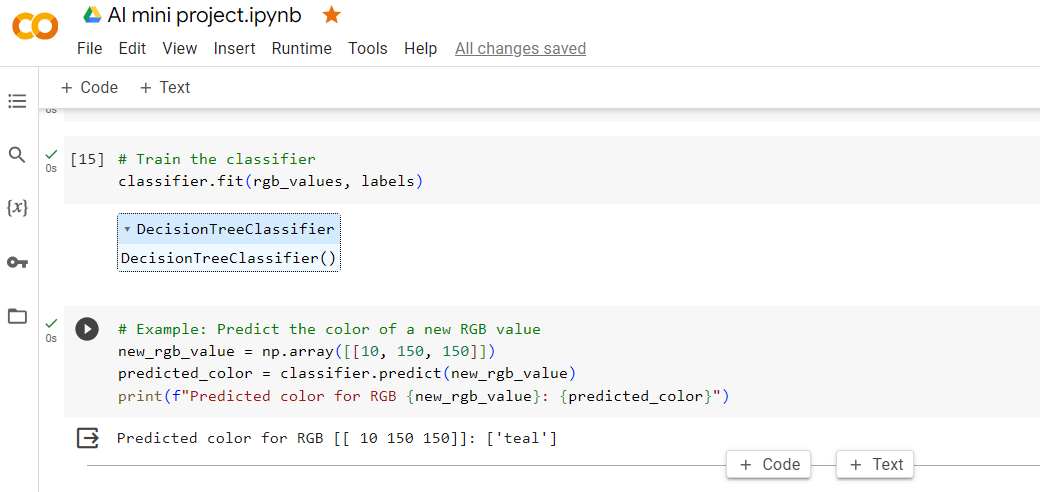 AI mini project.ipynb
File Edit View Insert Runtime Tools Help All changes saved
+ Code + Text
0s
[15] # Train the classifier
0s
classifier.fit(rgb_values, labels)
▾ DecisionTreeClassifier
DecisionTreeClassifier()
{x}
# Example: Predict the color of a new RGB value
0s
new_rgb_value = np.array([[10, 150, 150]])
predicted_color = classifier.predict(new_rgb_value)
print(f"Predicted color for RGB {new_rgb_value}: {predicted_color}")
Predicted color for RGB [[ 10 150 150]]: ['teal']
+ Code + Text